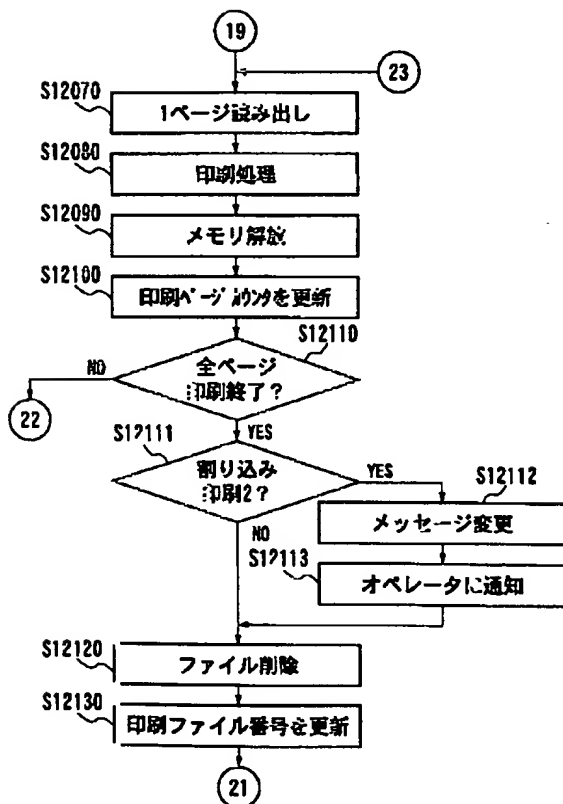 19
23
S12070
1ページ読み出し
S12080
印刷処理
S12090
メモリ解放
S12100
印刷ページカウンタを更新
S12110
全ページ
印刷終了?
NO
22
YES
S12111
割り込み
印刷2?
YES
S12112
メッセージ変更
NO
S12113
オペレータに通知
S12120
ファイル削除
S12130
印刷ファイル番号を更新
21